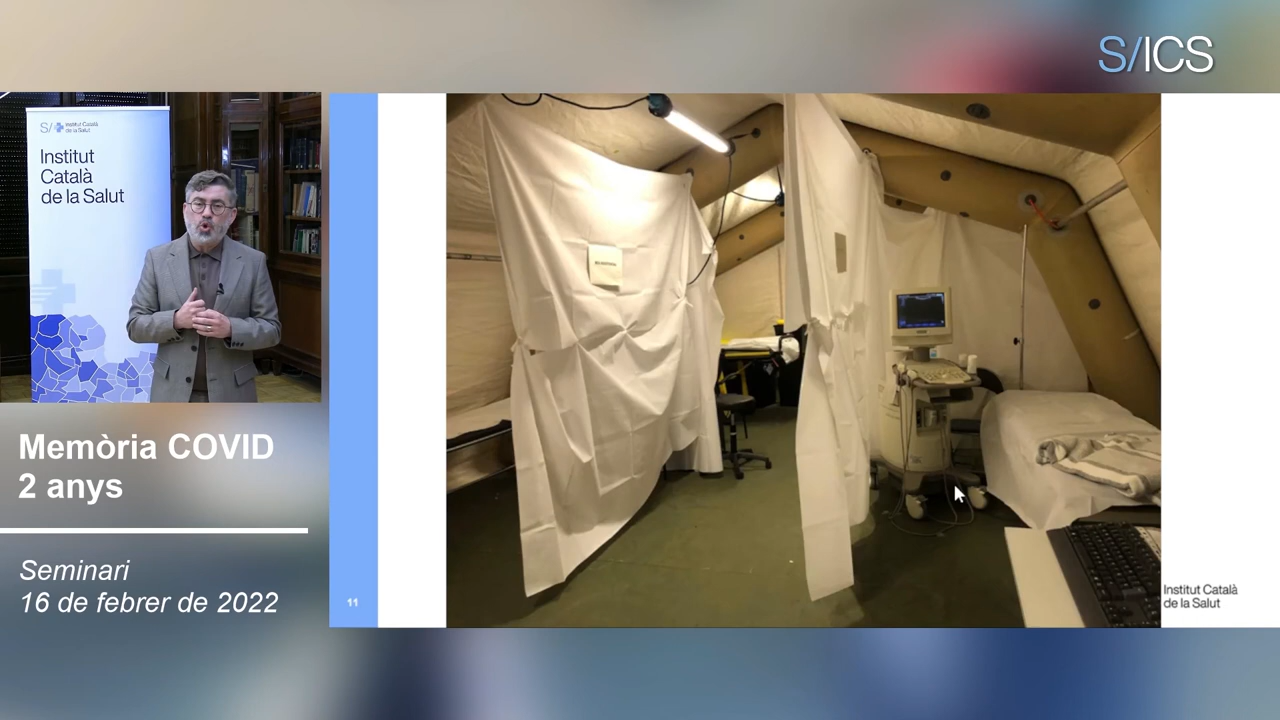 S/ICS
S/ Institut Català
de la Salut
Institut
Català
de la Salut
Memòria COVID
2 anys
Seminari
16 de febrer de 2022
11
Institut Català
de la Salut